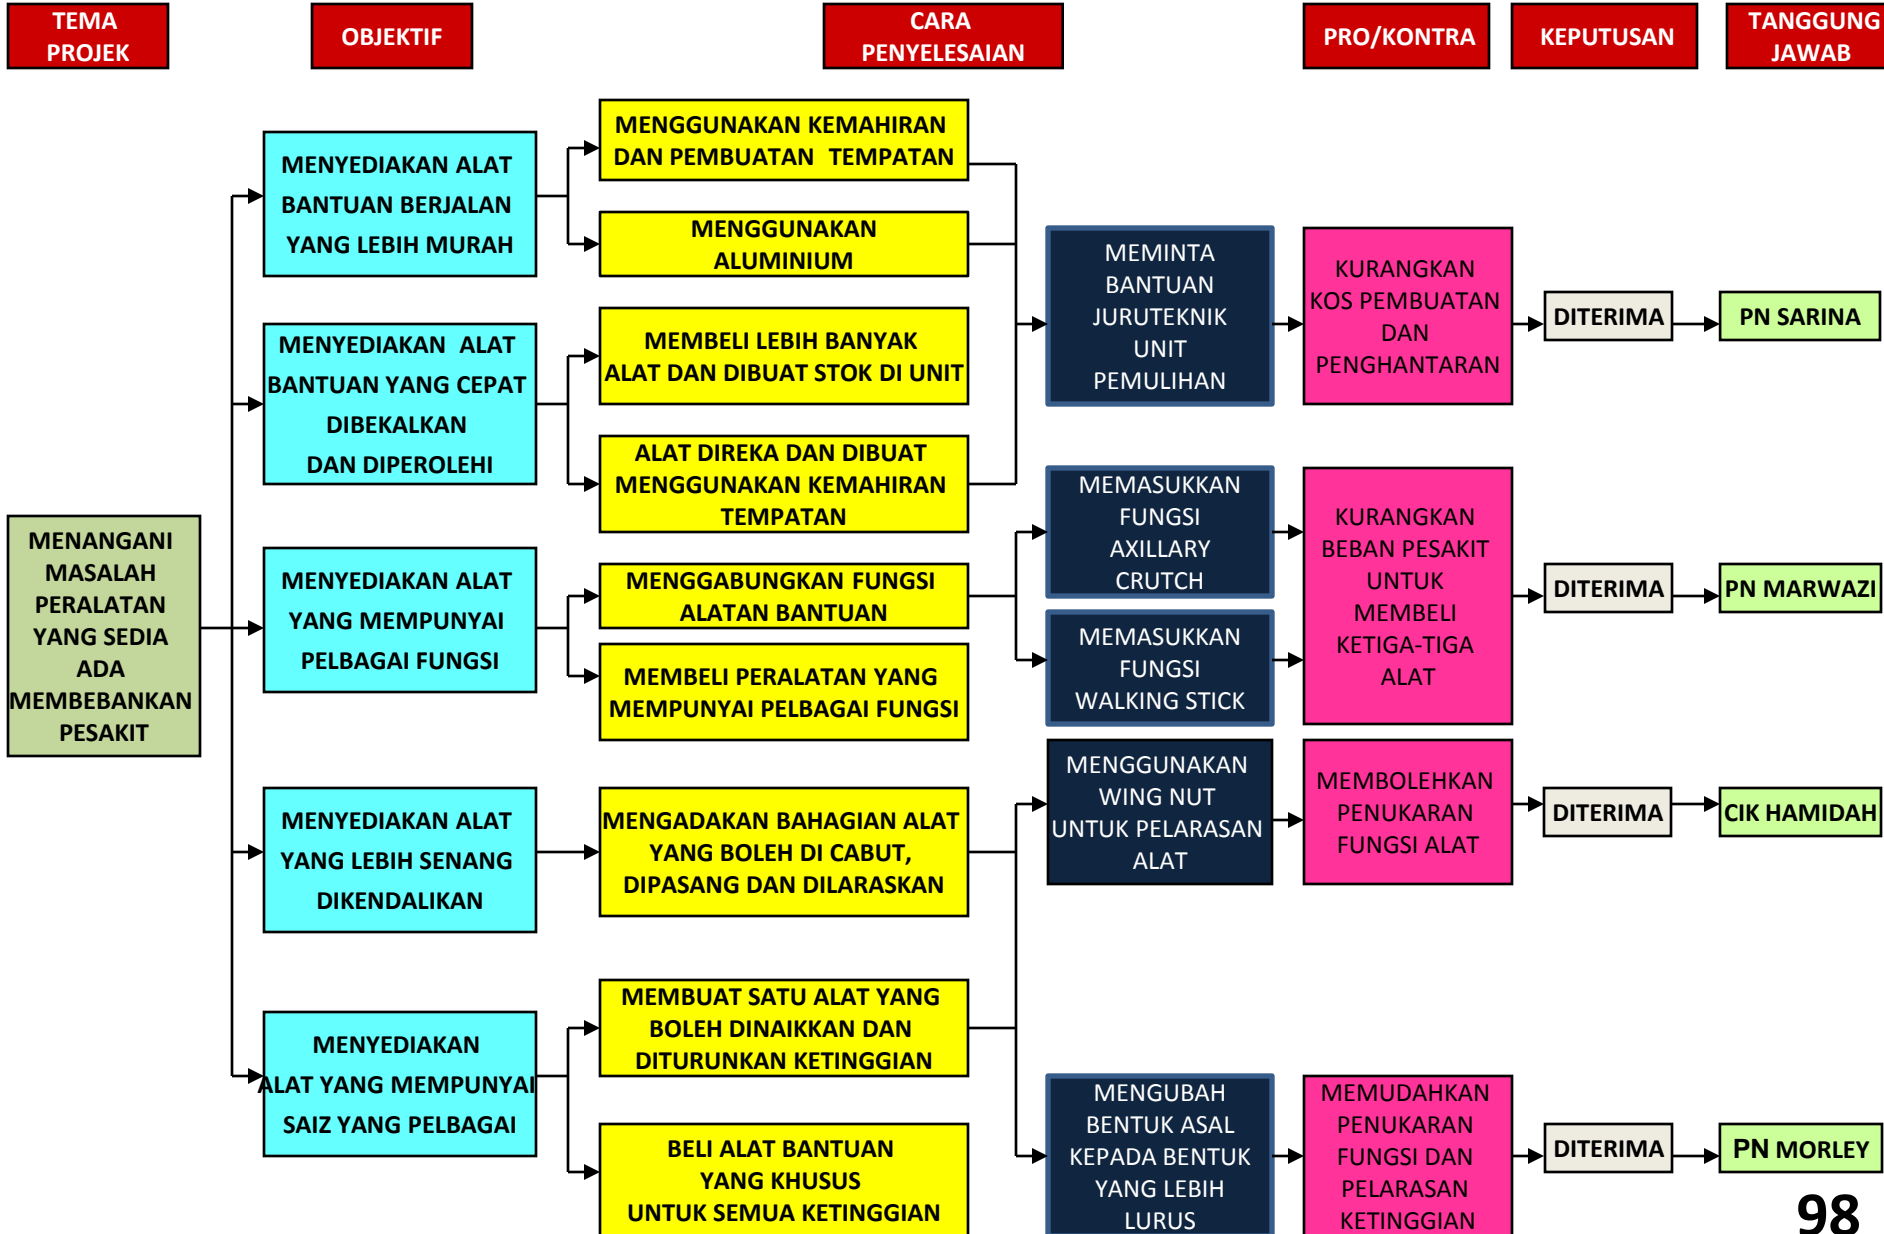 TEMA
PROJEK
OBJEKTIF
CARA
PENYELESAIAN
PRO/KONTRA
KEPUTUSAN
TANGGUNG
JAWAB
MENANGANI
MASALAH
PERALATAN
YANG SEDIA
ADA
MEMBEBANKAN
PESAKIT
MENYEDIAKAN ALAT
BANTUAN BERJALAN
YANG LEBIH MURAH
MENYEDIAKAN ALAT
BANTUAN YANG CEPAT
DIBEKALKAN
DAN DIPEROLEHI
MENYEDIAKAN ALAT
YANG MEMPUNYAI
PELBAGAI FUNGSI
MENYEDIAKAN ALAT
YANG LEBIH SENANG
DIKENDALIKAN
MENYEDIAKAN
ALAT YANG MEMPUNYAI
SAIZ YANG PELBAGAI
MENGGUNAKAN KEMAHIRAN
DAN PEMBUATAN TEMPATAN
MENGGUNAKAN
ALUMINIUM
MEMBELI LEBIH BANYAK
ALAT DAN DIBUAT STOK DI UNIT
ALAT DIREKA DAN DIBUAT
MENGGUNAKAN KEMAHIRAN
TEMPATAN
MENGGABUNGKAN FUNGSI
ALATAN BANTUAN
MEMBELI PERALATAN YANG
MEMPUNYAI PELBAGAI FUNGSI
MENGADAKAN BAHAGIAN ALAT
YANG BOLEH DI CABUT,
DIPASANG DAN DILARASKAN
MEMBUAT SATU ALAT YANG
BOLEH DINAIKKAN DAN
DITURUNKAN KETINGGIAN
BELI ALAT BANTUAN
YANG KHUSUS
UNTUK SEMUA KETINGGIAN
MEMINTA
BANTUAN
JURUTEKNIK
UNIT
PEMULIHAN
MEMASUKKAN
FUNGSI
AXILLARY
CRUTCH
MEMASUKKAN
FUNGSI
WALKING STICK
MENGGUNAKAN
WING NUT
UNTUK PELARASAN
ALAT
MENGUBAH
BENTUK ASAL
KEPADA BENTUK
YANG LEBIH
LURUS
KURANGKAN
KOS PEMBUATAN
DAN
PENGHANTARAN
KURANGKAN
BEBAN PESAKIT
UNTUK
MEMBELI
KETIGA-TIGA
ALAT
MEMBOLEHKAN
PENUKARAN
FUNGSI ALAT
MEMUDAHKAN
PENUKARAN
FUNGSI DAN
PELARASAN
KETINGGIAN
DITERIMA
DITERIMA
DITERIMA
DITERIMA
PN SARINA
PN MARWAZI
CIK HAMIDAH
PN MORLEY
98